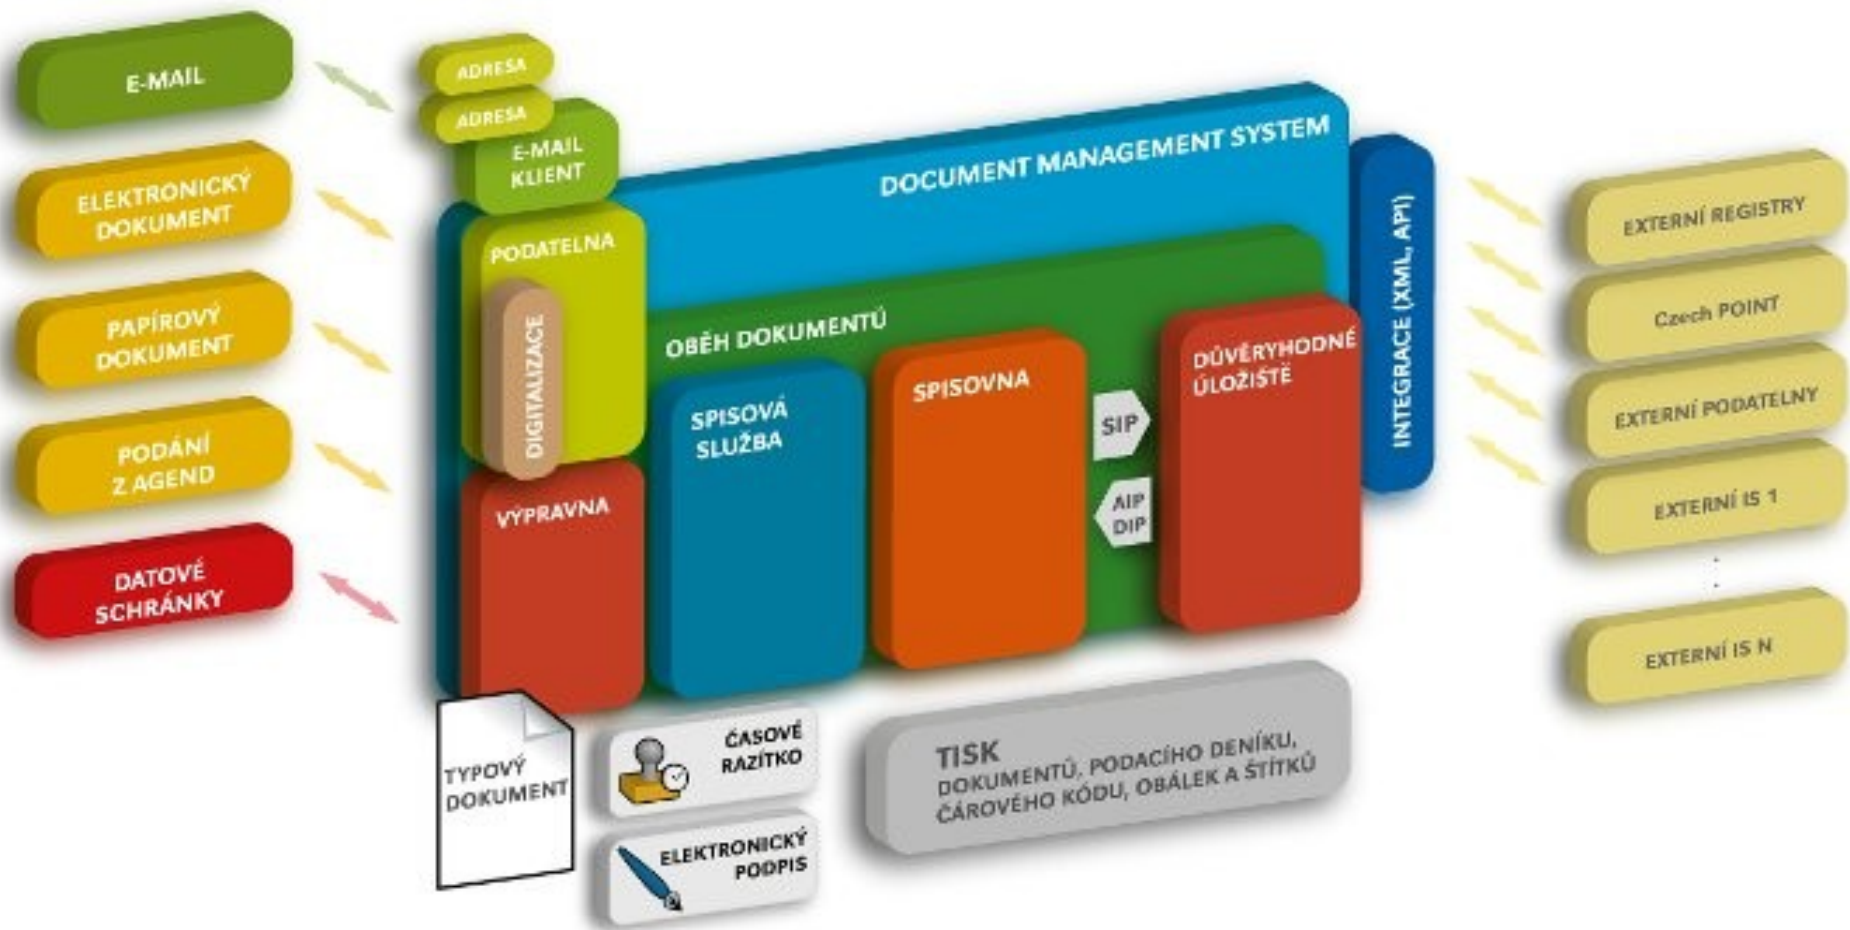 E-MAIL
ELEKTRONICKÝ
DOKUMENT
PAPÍROVÝ
DOKUMENT
PODÁNÍ
Z AGEND
DATOVÉ
SCHRÁNKY
ADRESA
ADRESA
E-MAIL
KLIENT
PODATELNA
DIGITALIZACE
VÝPRAVNA
DOCUMENT MANAGEMENT SYSTEM
OBĚH DOKUMENTŮ
SPISOVÁ
SLUŽBA
SPISOVNA
SIP
AIP
DIP
DŮVĚRYHODNÉ
ÚLOŽIŠTĚ
INTEGRACE (XML, API)
EXTERNÍ REGISTRY
Czech POINT
EXTERNÍ PODATELNY
EXTERNÍ IS 1
EXTERNÍ IS N
TYPOVÝ
DOKUMENT
ČASOVÉ
RAZÍTKO
ELEKTRONICKÝ
PODPIS
TISK
DOKUMENTŮ, PODACÍHO DENÍKU,
ČÁROVÉHO KÓDU, OBÁLEK A ŠTÍTKŮ